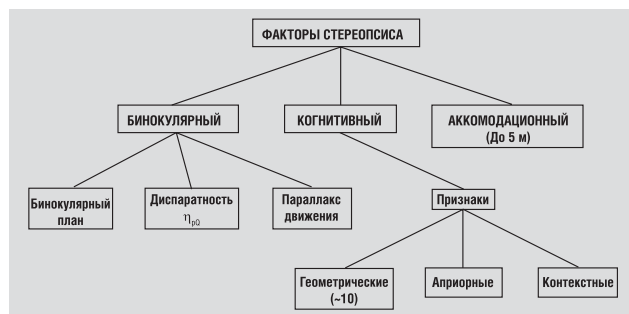 ФАКТОРЫ СТЕРЕОПСИСА
БИНОКУЛЯРНЫЙ
КОГНИТИВНЫЙ
АККОМОДАЦИОННЫЙ
(До 5 м)
Бинокулярный
план
Диспаратность
ηpQ
Параллакс
движения
Признаки
Геометрические
(~10)
Априорные
Контекстные